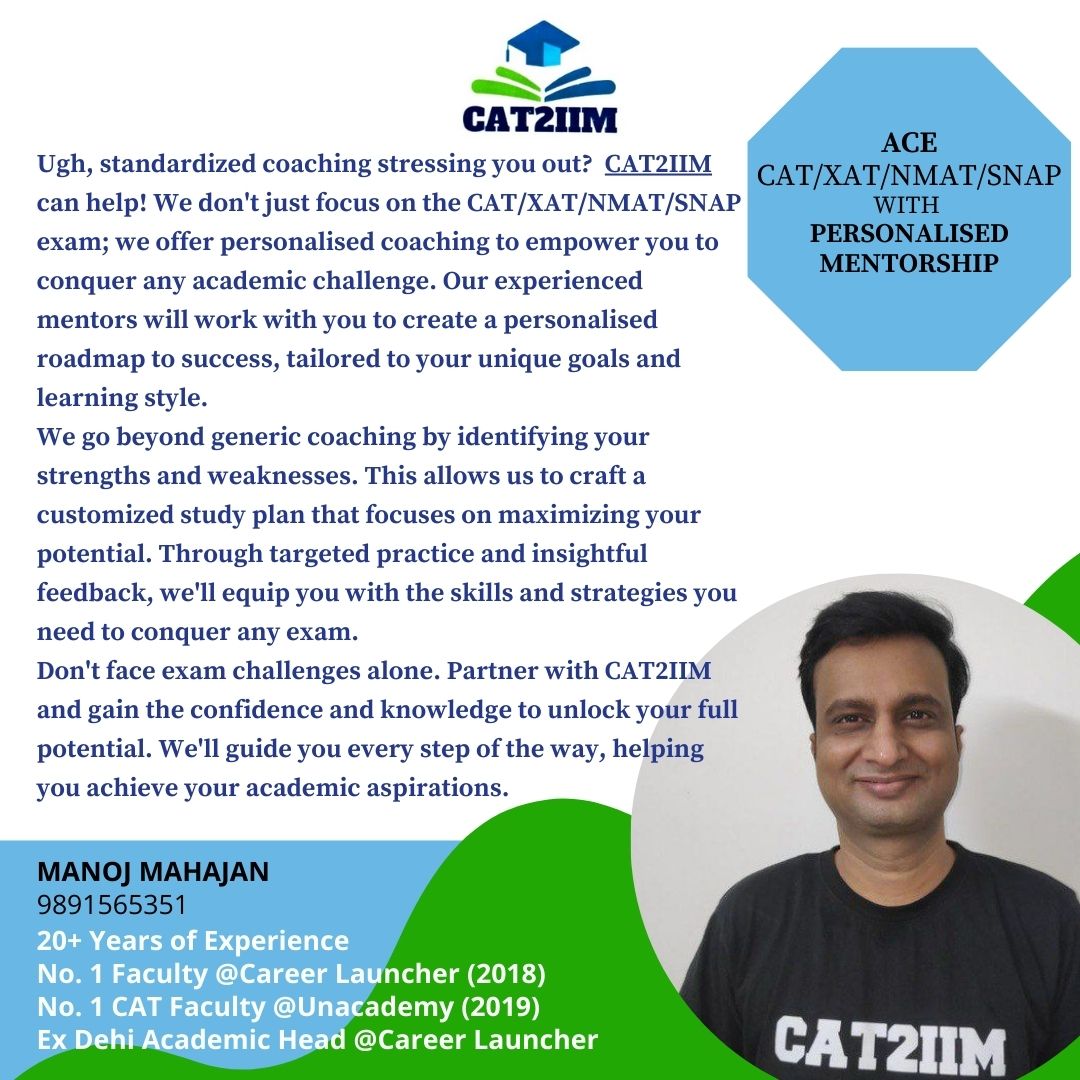 CAT2IIM
ACE
CAT/XAT/NMAT/SNAP
WITH
PERSONALISED
MENTORSHIP
Ugh, standardized coaching stressing you out? CAT2IIM
can help! We don't just focus on the CAT/XAT/NMAT/SNAP
exam; we offer personalised coaching to empower you to
conquer any academic challenge. Our experienced
mentors will work with you to create a personalised
roadmap to success, tailored to your unique goals and
learning style.
We go beyond generic coaching by identifying your
strengths and weaknesses. This allows us to craft a
customized study plan that focuses on maximizing your
potential. Through targeted practice and insightful
feedback, we'll equip you with the skills and strategies you
need to conquer any exam.
Don't face exam challenges alone. Partner with CAT2IIM
and gain the confidence and knowledge to unlock your full
potential. We'll guide you every step of the way, helping
you achieve your academic aspirations.
MANOJ MAHAJAN
9891565351
20+ Years of Experience
No. 1 Faculty @Career Launcher (2018)
No. 1 CAT Faculty @Unacademy (2019)
Ex Dehi Academic Head @Career Launcher
CAT2IIM